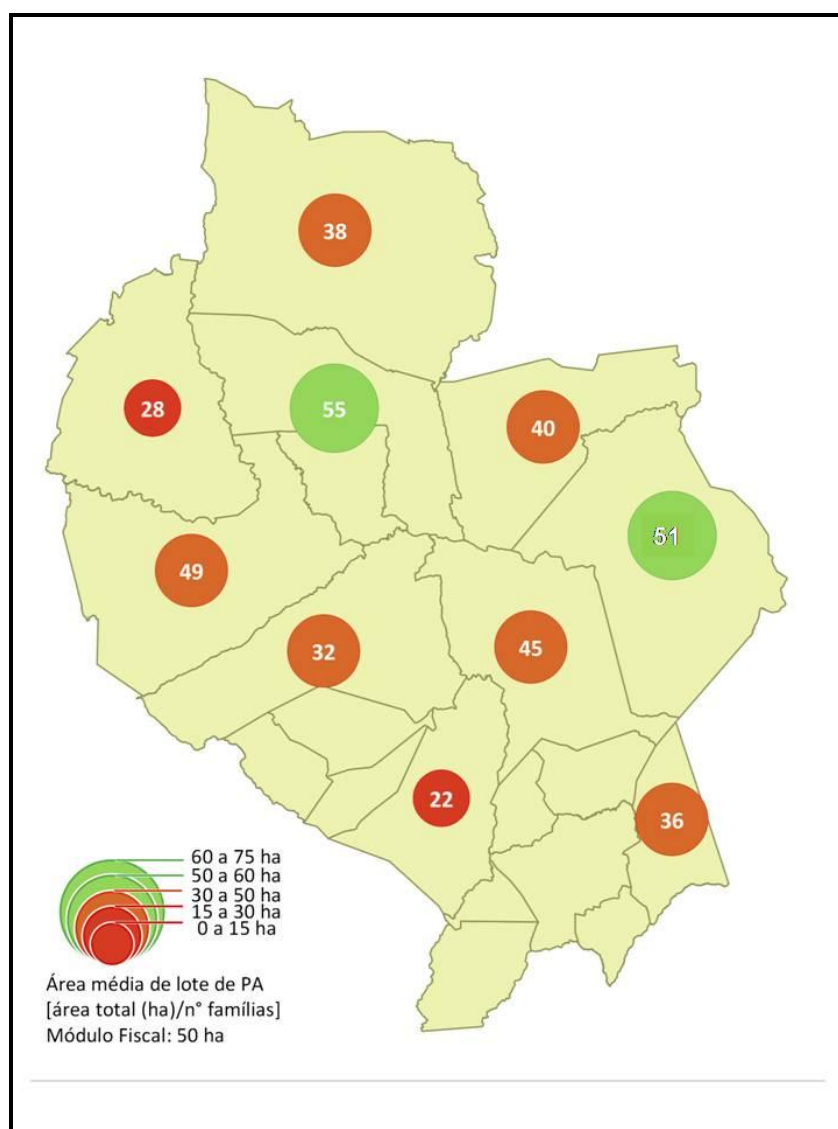 38
28
55
40
51
49
32
45
22
36
60 a 75 ha
50 a 60 ha
30 a 50 ha
15 a 30 ha
0 a 15 ha
Área média de lote de PA
[área total (ha)/n° famílias]
Módulo Fiscal: 50 ha